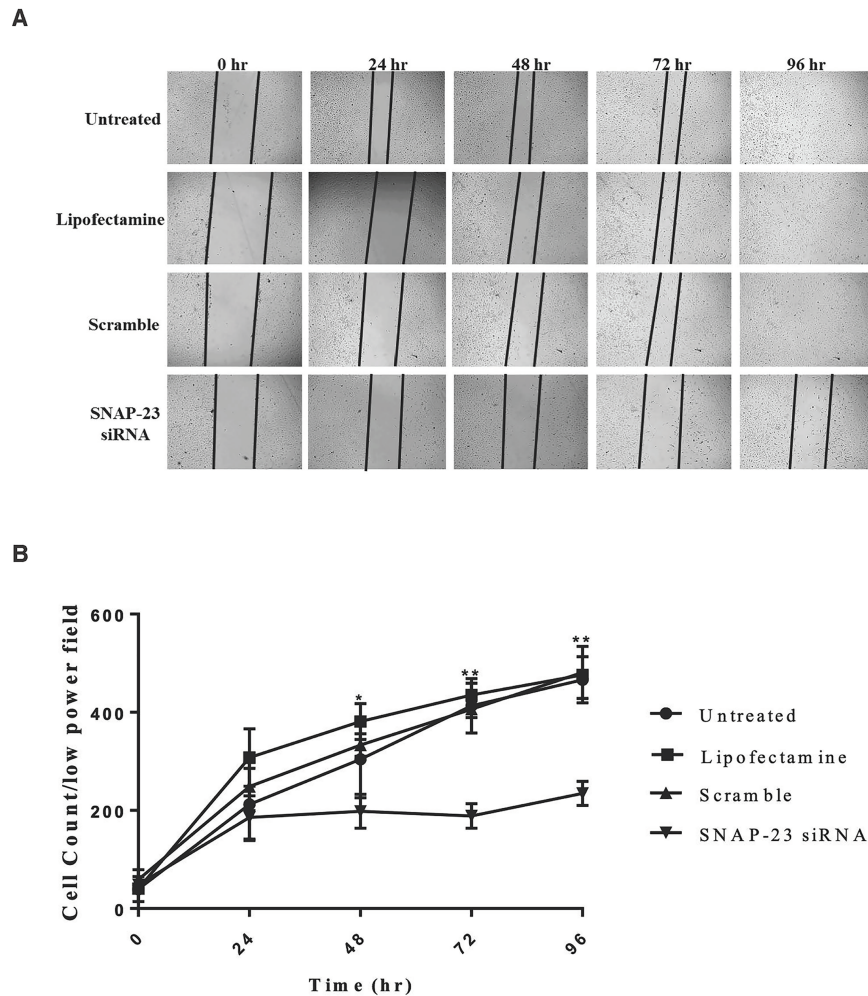 A
0 hr 24 hr 48 hr 72 hr 96 hr
Untreated
Lipofectamine
Scramble
SNAP-23
siRNA
B
Cell Count/low power field
600
400
200
0
*
**
**
0 24 48 72 96
Time (hr)
Untreated
Lipofectamine
Scramble
SNAP-23 siRNA